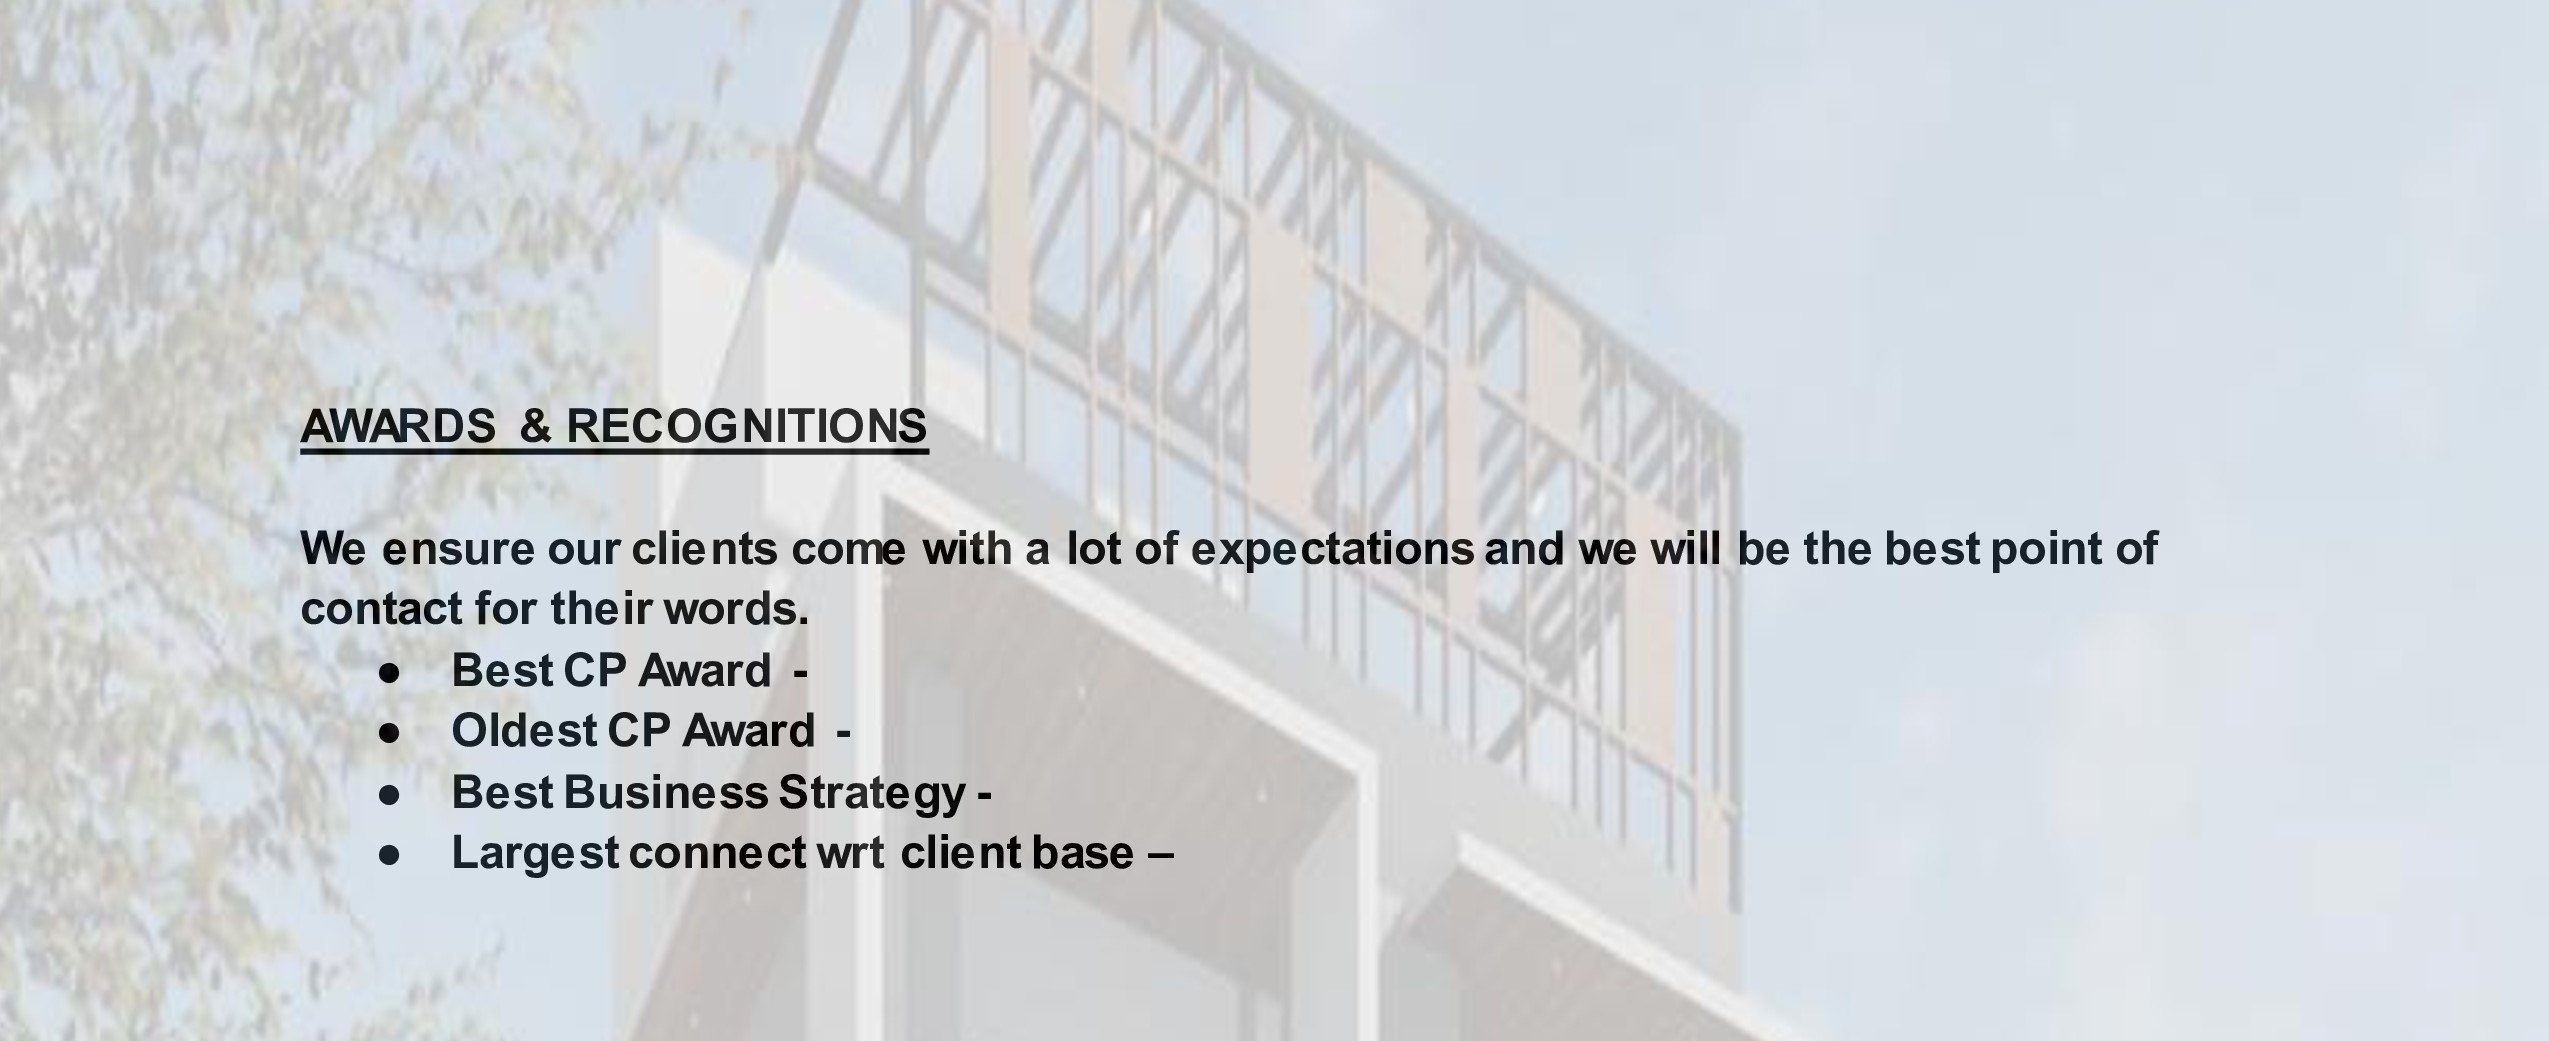 AWARDS & RECOGNITIONS
We ensure our clients come with a lot of expectations and we will be the best point of
contact for their words.
● Best CP Award -
● Oldest CP Award -
● Best Business Strategy -
● Largest connect wrt client base –